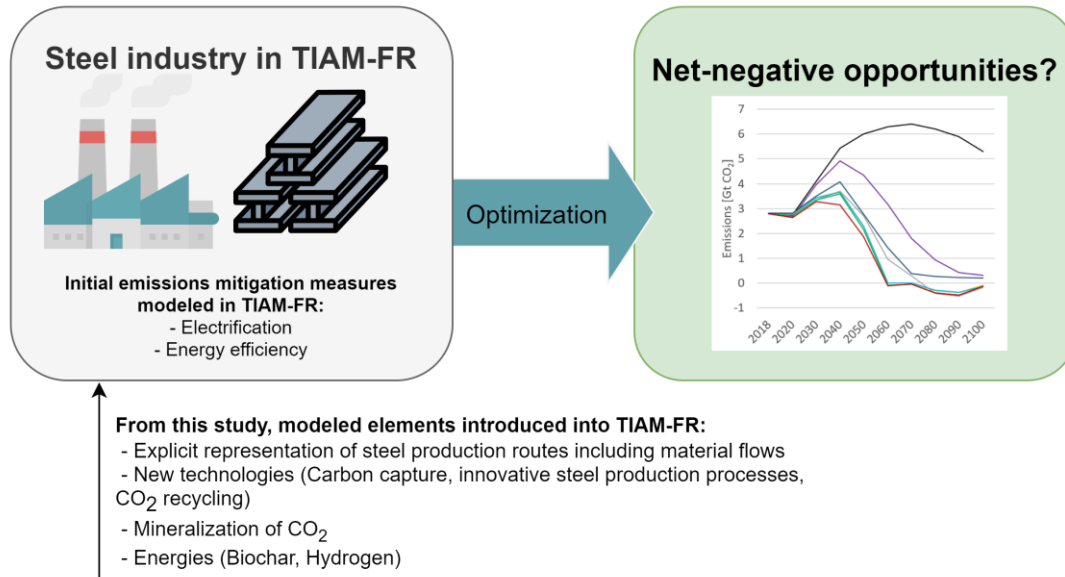 Steel industry in TIAM-FR
Initial emissions mitigation measures
modeled in TIAM-FR:
- Electrification
- Energy efficiency
Optimization
Net-negative opportunities?
7
6
5
4
3
2
1
0
-1
Emissions [Gt CO2]
2018
2020
2030
2040
2050
2060
2070
2080
2090
2100
From this study, modeled elements introduced into TIAM-FR:
- Explicit representation of steel production routes including material flows
- New technologies (Carbon capture, innovative steel production processes,
CO2 recycling)
- Mineralization of CO2
- Energies (Biochar, Hydrogen)